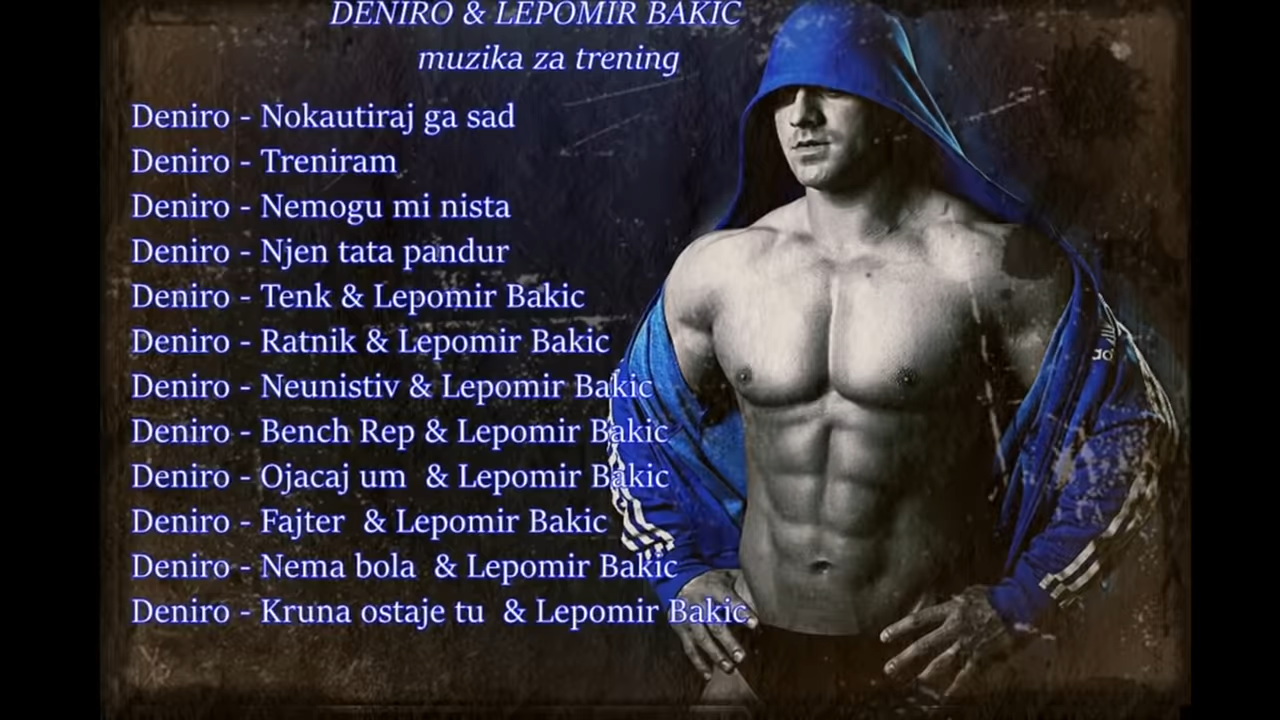 DENIRO & LEPOMIR BAKIC
muzika za trening
Deniro - Nokautiraj ga sad
Deniro - Treniram
Deniro - Nemogu mi nista
Deniro - Njen tata pandur
Deniro - Tenk & Lepomir Bakic
Deniro - Ratnik & Lepomir Bakic
Deniro - Neunistiv & Lepomir Bakic
Deniro - Bench Rep & Lepomir Bakic
Deniro - Ojacaj um  & Lepomir Bakic
Deniro - Fajter  & Lepomir Bakic
Deniro - Nema bola  & Lepomir Bakic
Deniro - Kruna ostaje tu  & Lepomir Bakic